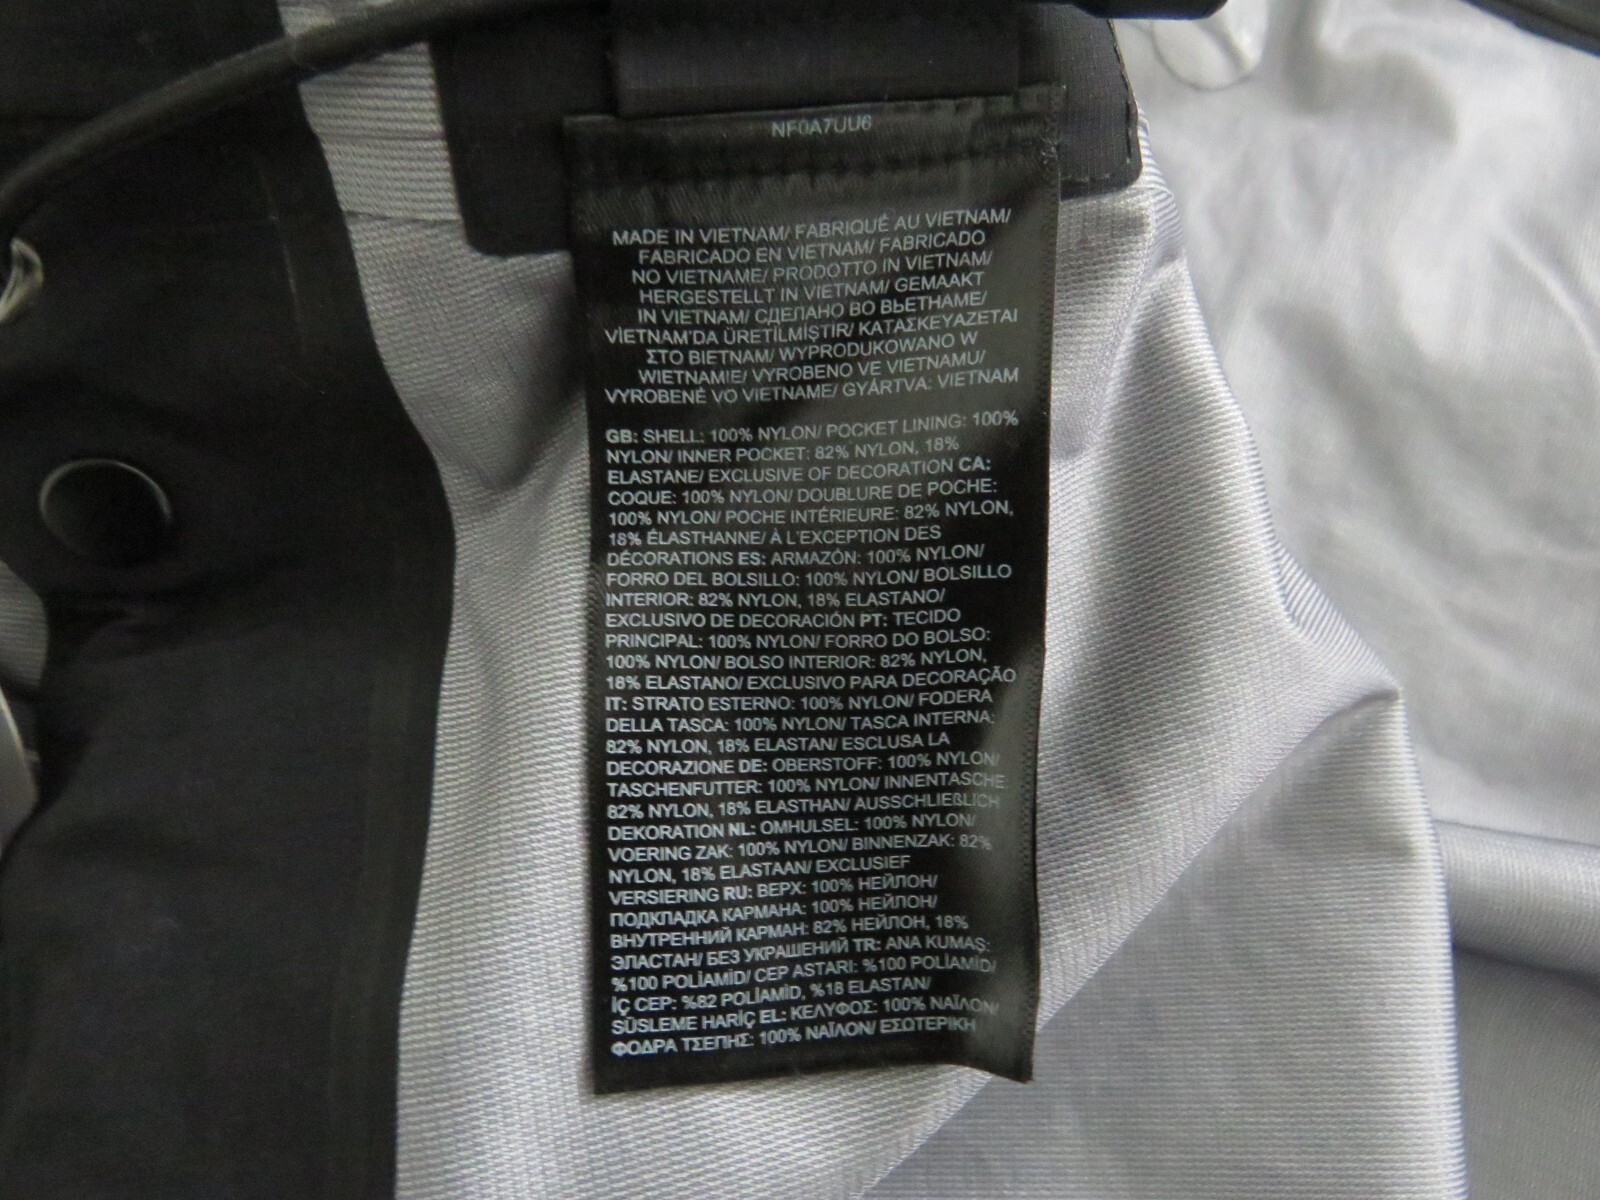 NF0A7UU6
MADE IN VIETNAM/ FABRIQUÉ AU VIETNAM/
FABRICADO EN VIETNAM/ FABRICADO
NO VIETNAME/ PRODOTTO IN VIETNAM/
HERGESTELLT IN VIETNAM/ GEMAAKT
IN VIETNAM/ СДЕЛАНО ВО ВЬЕТНАМЕ/
VİETNAM'DA ÜRETİLMİŞTİR/ ΚΑΤΑΣΚΕΥΑΖΕΤΑΙ
ΣΤΟ ΒΙΕΤΝΑΜ/ WYPRODUKOWANO W
WIETNAMIE/ VYROBENO VE VIETNAMU/
VYROBENÉ VO VIETNAME/ GYÁRTVA: VIETNAM
GB: SHELL: 100% NYLON/ POCKET LINING: 100%
NYLON/ INNER POCKET: 82% NYLON, 18%
ELASTANE/ EXCLUSIVE OF DECORATION CA:
COQUE: 100% NYLON/ DOUBLURE DE POCHE:
100% NYLON/ POCHE INTÉRIEURE: 82% NYLON,
18% ÉLASTHANNE/ À L'EXCEPTION DES
DÉCORATIONS ES: ARMAZÓN: 100% NYLON/
FORRO DEL BOLSILLO: 100% NYLON/ BOLSILLO
INTERIOR: 82% NYLON, 18% ELASTANO/
EXCLUSIVO DE DECORACIÓN PT: TECIDO
PRINCIPAL: 100% NYLON/ FORRO DO BOLSO:
100% NYLON/ BOLSO INTERIOR: 82% NYLON,
18% ELASTANO/ EXCLUSIVO PARA DECORAÇÃO
IT: STRATO ESTERNO: 100% NYLON/ FODERA
DELLA TASCA: 100% NYLON/ TASCA INTERNA:
82% NYLON, 18% ELASTAN/ ESCLUSA LA
DECORAZIONE DE: OBERSTOFF: 100% NYLON/
TASCHENFUTTER: 100% NYLON/ INNENTASCHE:
82% NYLON, 18% ELASTHAN/ AUSSCHLIEßLICH
DEKORATION NL: OMHULSEL: 100% NYLON/
VOERING ZAK: 100% NYLON/ BINNENZAK: 82%
NYLON, 18% ELASTAAN/ EXCLUSIEF
VERSIERING RU: ВЕРХ: 100% НЕЙЛОН/
ПОДКЛАДКА КАРМАНА: 100% НЕЙЛОН/
ВНУТРЕННИЙ КАРМАН: 82% НЕЙЛОН, 18%
ЭЛАСТАН/ БЕЗ УКРАШЕНИЙ TR: ANA KUMAŞ:
%100 POLİAMİD/ CEP ASTARI: %100 POLİAMİD/
İÇ CEP: %82 POLİAMİD, %18 ELASTAN/
SÜSLEME HARİÇ EL: ΚΕΛΥΦΟΣ: 100% ΝΑΪΛΟΝ/
ΦΟΔΡΑ ΤΣΕΠΗΣ: 100% ΝΑΪΛΟΝ/ ΕΣΩΤΕΡΙΚΗ